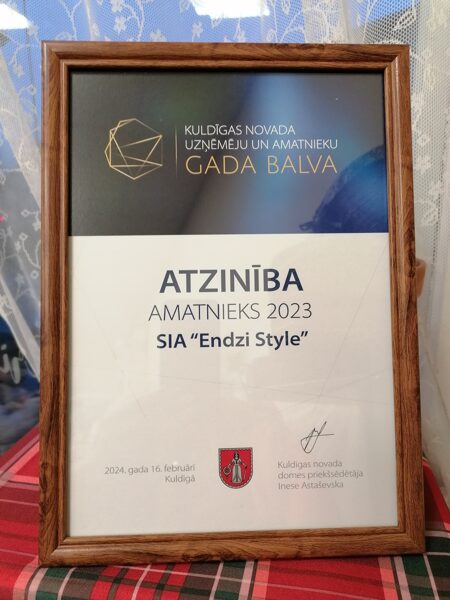 KULDĪGAS NOVADA
UZŅĒMĒJU UN AMATNIEKU
GADA BALVA
ATZINĪBA
AMATNIEKS 2023
SIA "Endzi Style"
2024. gada 16. februārī
Kuldīgā
Kuldīgas novada
domes priekšsēdētāja
Inese Astaševska